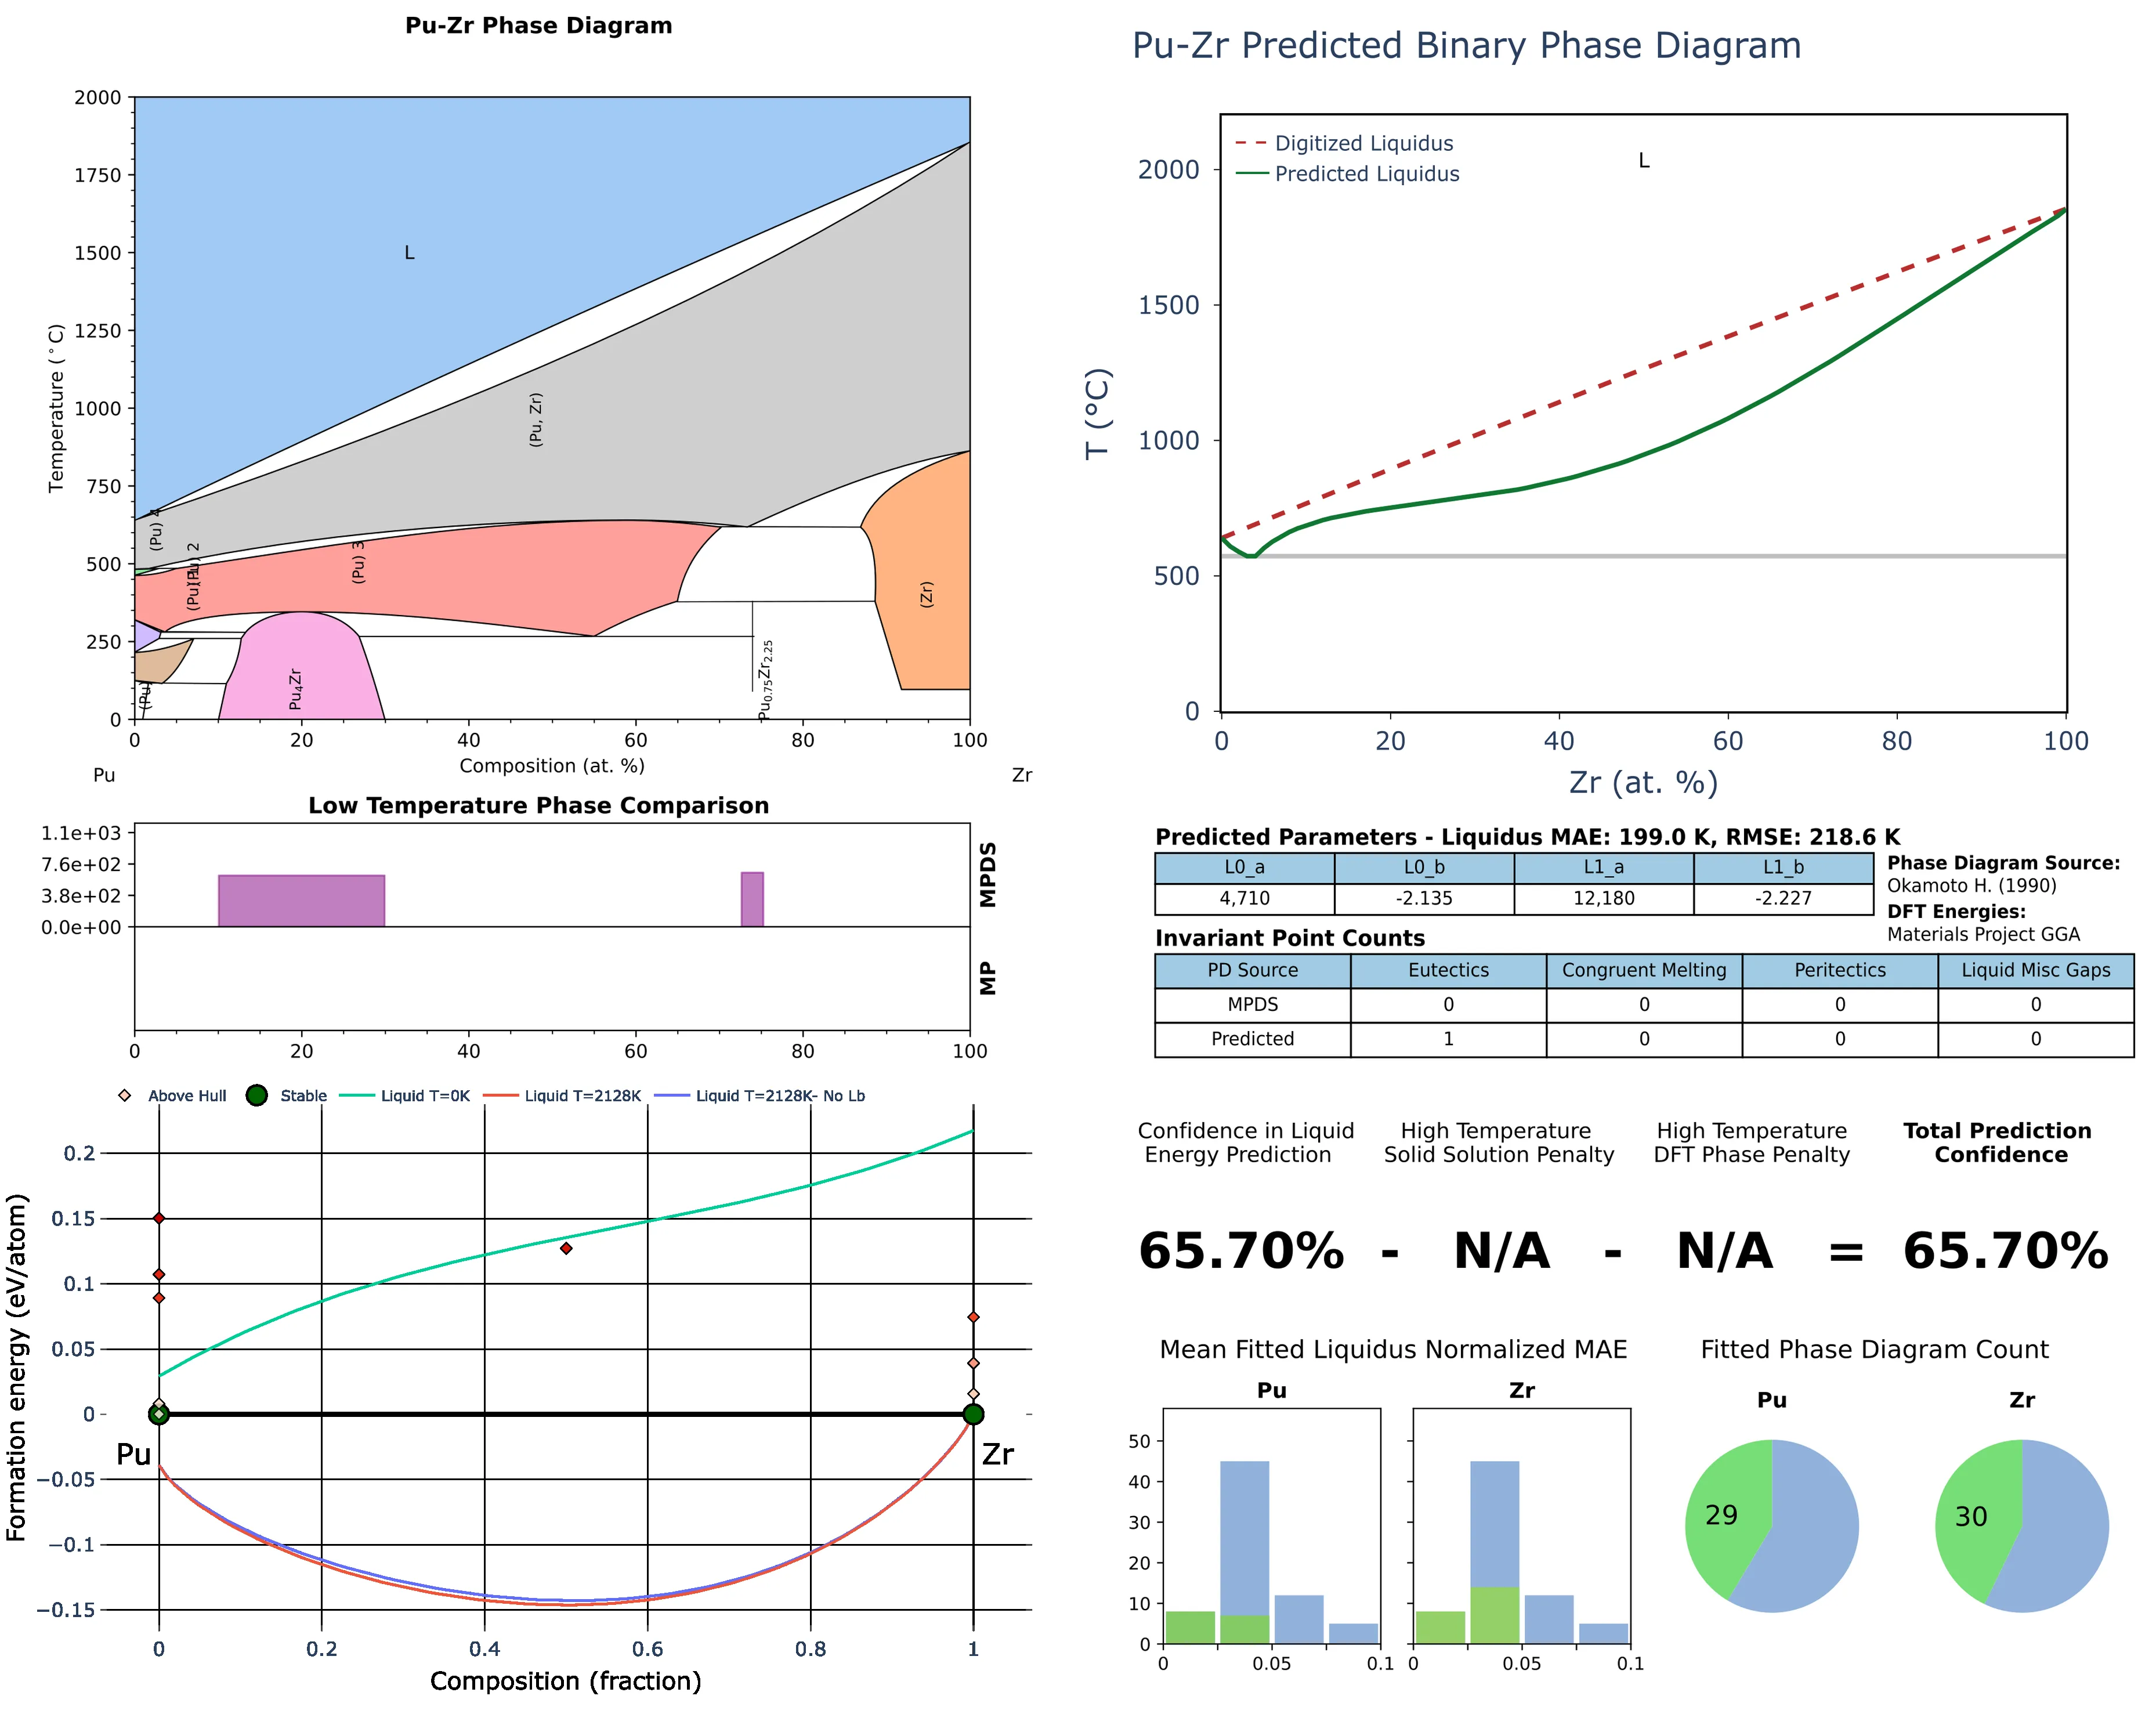 Pu-Zr Phase Diagram
2000
1750
1500
1250
1000
750
500
250
0
Temperature (°C)
L
(Pu, Zr)
(Pu) 4
(Pu) 2
(Pu) 3
(Zr)
Pu4Zr
Pu0.75Zr2.25
0 20 40 60 80 100
Composition (at. %)
Pu Zr
Low Temperature Phase Comparison
1.1e+03
7.6e+02
3.8e+02
0.0e+00
MPDS
MP
0 20 40 60 80 100
Above Hull Stable Liquid T=0K Liquid T=2128K Liquid T=2128K- No Lb
0.2
0.15
0.1
0.05
0
−0.05
−0.1
−0.15
Formation energy (eV/atom)
Pu Zr
0 0.2 0.4 0.6 0.8 1
Composition (fraction)
Pu-Zr Predicted Binary Phase Diagram
Digitized Liquidus
Predicted Liquidus
L
2000
1500
1000
500
0
T (°C)
0 20 40 60 80 100
Zr (at. %)
Predicted Parameters - Liquidus MAE: 199.0 K, RMSE: 218.6 K
L0_a L0_b L1_a L1_b
4,710 -2.135 12,180 -2.227
Phase Diagram Source:
Okamoto H. (1990)
DFT Energies:
Materials Project GGA
Invariant Point Counts
PD Source Eutectics Congruent Melting Peritectics Liquid Misc Gaps
MPDS 0 0 0 0
Predicted 1 0 0 0
Confidence in Liquid
Energy Prediction
High Temperature
Solid Solution Penalty
High Temperature
DFT Phase Penalty
Total Prediction
Confidence
65.70% - N/A - N/A = 65.70%
Mean Fitted Liquidus Normalized MAE
Pu Zr
50
40
30
20
10
0
0 0.05 0.1
0 0.05 0.1
Fitted Phase Diagram Count
Pu Zr
29 30